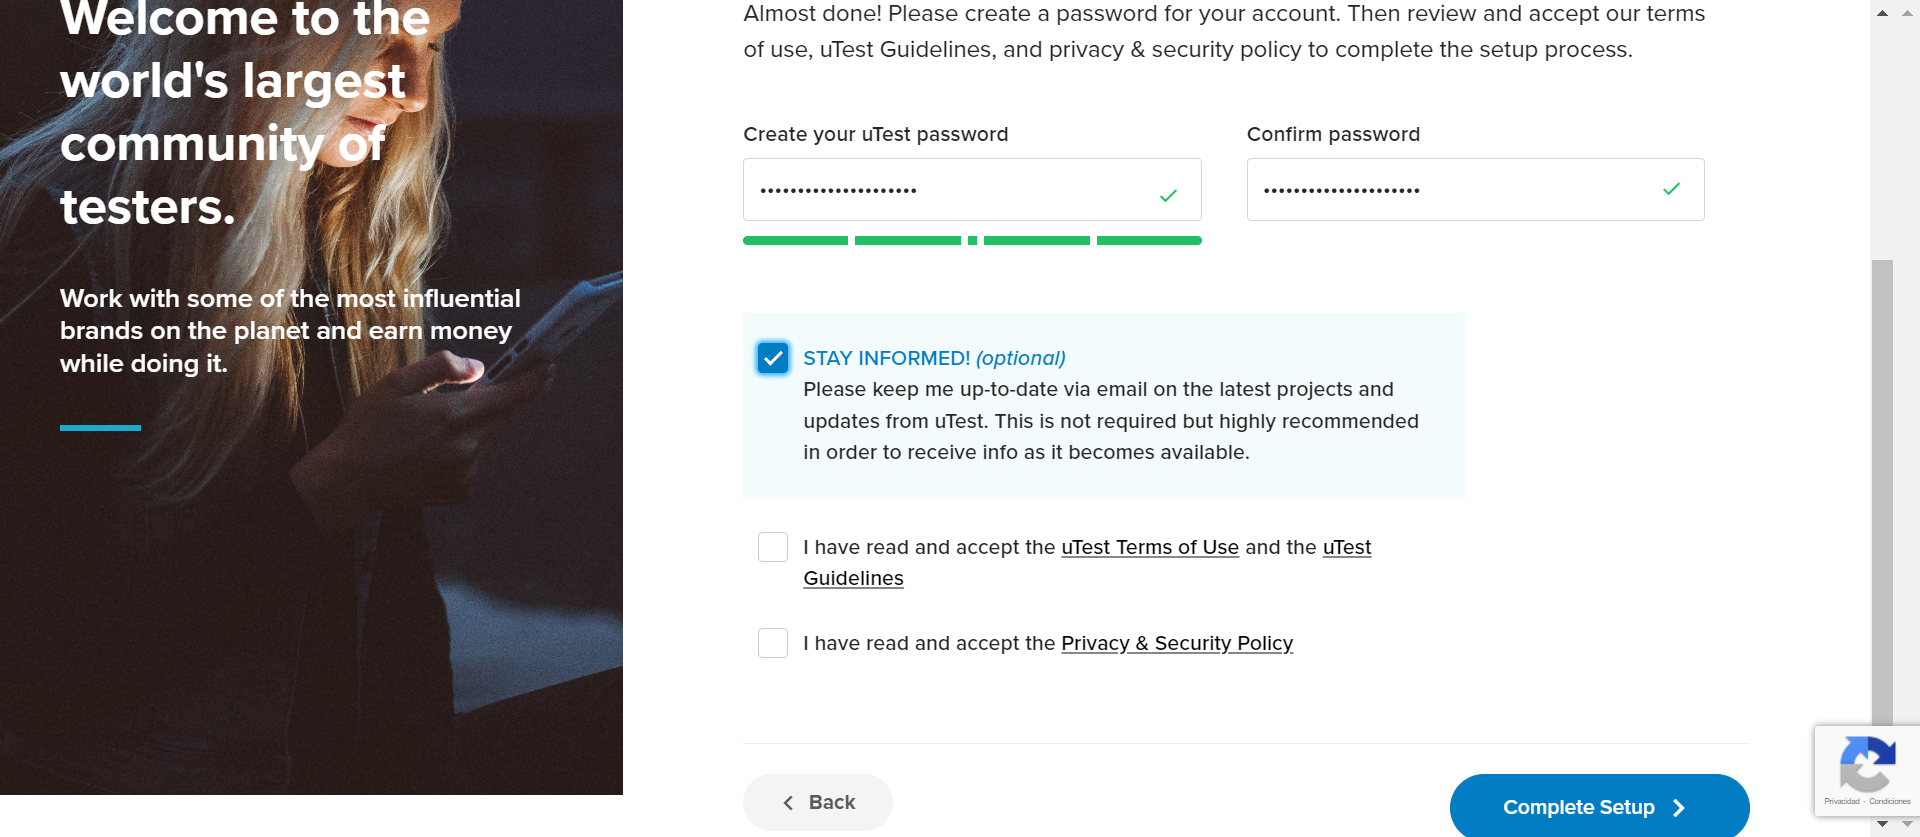 Welcome to the
world's largest
community of
testers.
Work with some of the most influential
brands on the planet and earn money
while doing it.
Almost done! Please create a password for your account. Then review and accept our terms
of use, uTest Guidelines, and privacy & security policy to complete the setup process.
Create your uTest password
Confirm password
•••••••••••••••••••••
•••••••••••••••••••••
STAY INFORMED! (optional)
Please keep me up-to-date via email on the latest projects and
updates from uTest. This is not required but highly recommended
in order to receive info as it becomes available.
I have read and accept the uTest Terms of Use and the uTest
Guidelines
I have read and accept the Privacy & Security Policy
Back
Complete Setup
Privacidad - Condiciones